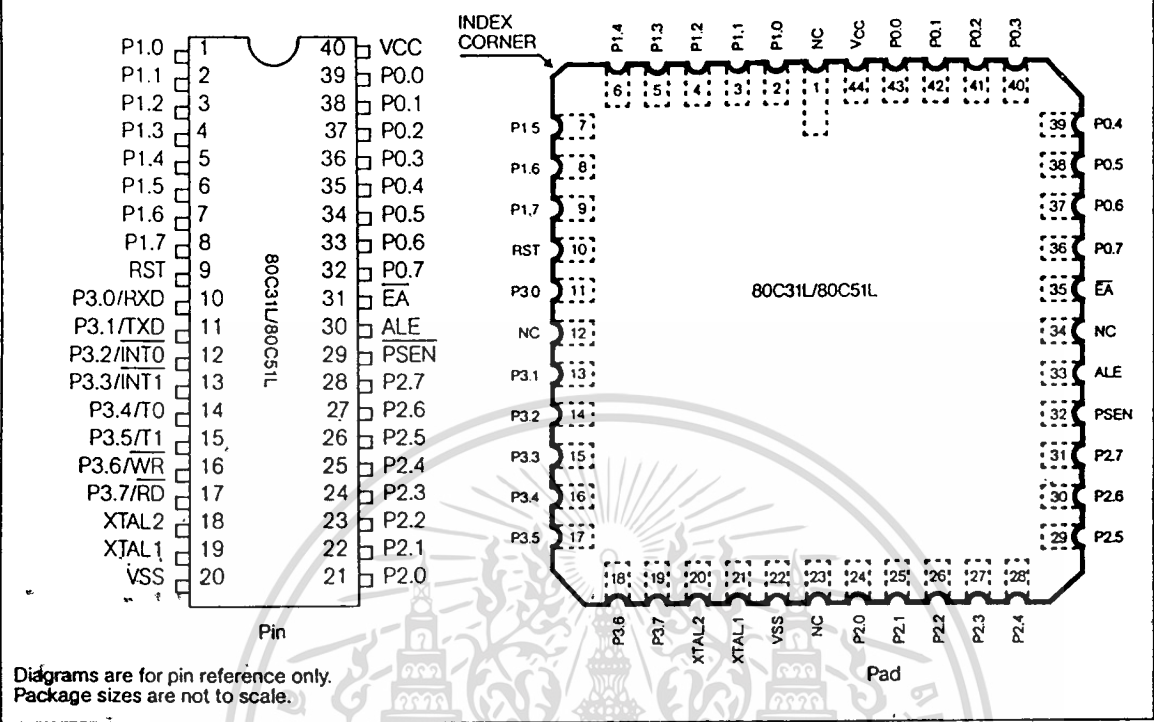 P1.0 1 40 VCC
P1.1 2 39 P0.0
P1.2 3 38 P0.1
P1.3 4 37 P0.2
P1.4 5 36 P0.3
P1.5 6 35 P0.4
P1.6 7 34 P0.5
P1.7 8 33 P0.6
RST 9 32 P0.7
P3.0/RXD 10 31 E̅A̅
P3.1/TXD 11 30 ALE
P3.2/I̅N̅T̅0̅ 12 29 P̅S̅E̅N̅
P3.3/I̅N̅T̅1̅ 13 28 P2.7
P3.4/T0 14 27 P2.6
P3.5/T1 15 26 P2.5
P3.6/W̅R̅ 16 25 P2.4
P3.7/R̅D̅ 17 24 P2.3
XTAL2 18 23 P2.2
XTAL1 19 22 P2.1
VSS 20 21 P2.0
80C31L/80C51L
Pin
INDEX
CORNER
P1.4 P1.3 P1.2 P1.1 P1.0 NC VCC P0.0 P0.1 P0.2 P0.3
6 5 4 3 2 1 44 43 42 41 40
P1.5 7 39 P0.4
P1.6 8 38 P0.5
P1.7 9 37 P0.6
RST 10 36 P0.7
P3.0 11 35 E̅A̅
80C31L/80C51L
NC 12 34 NC
P3.1 13 33 ALE
P3.2 14 32 PSEN
P3.3 15 31 P2.7
P3.4 16 30 P2.6
P3.5 17 29 P2.5
18 19 20 21 22 23 24 25 26 27 28
P3.6 P3.7 XTAL2 XTAL1 VSS NC P2.0 P2.1 P2.2 P2.3 P2.4
Pad
Diagrams are for pin reference only.
Package sizes are not to scale.